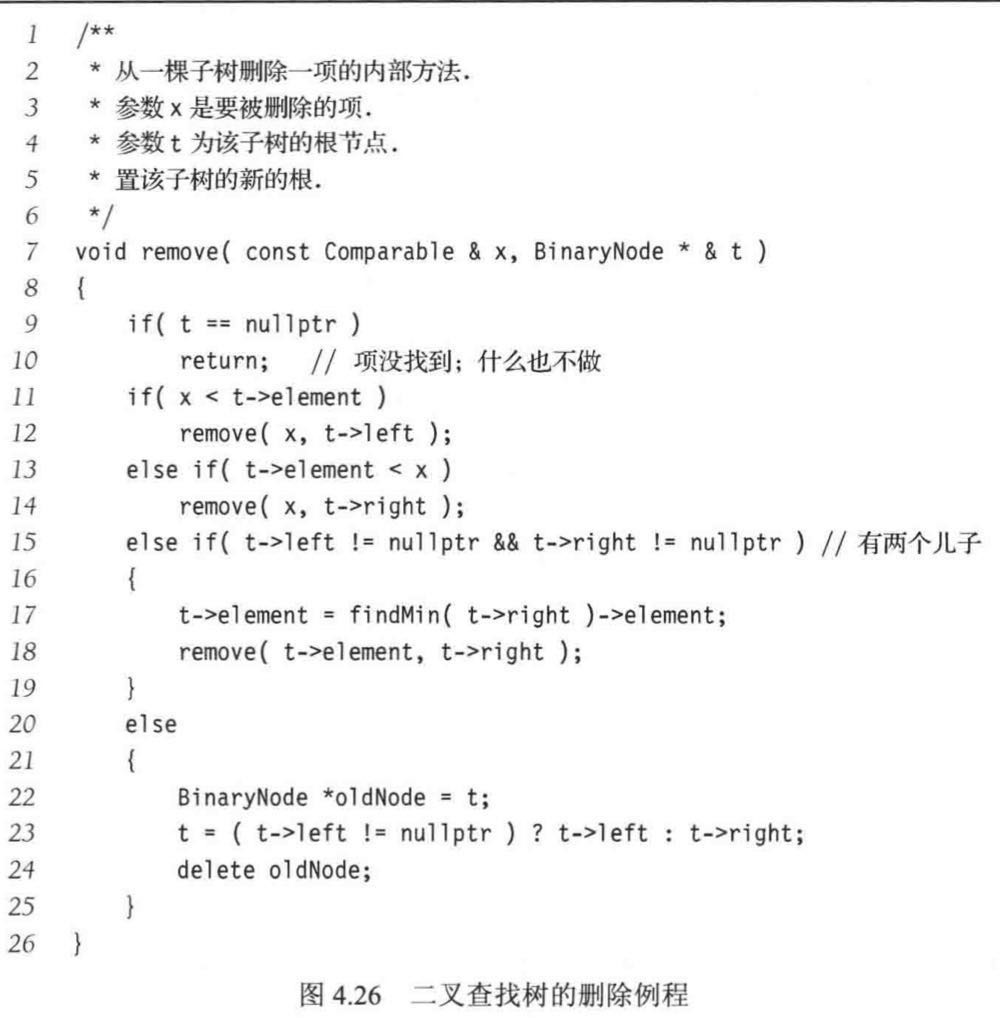 1 /**
2 * 从一棵子树删除一项的内部方法.
3 * 参数 x 是要被删除的项.
4 * 参数 t 为该子树的根节点.
5 * 置该子树的新的根.
6 */
7 void remove( const Comparable & x, BinaryNode * & t )
8 {
9 if( t == nullptr )
10 return; // 项没找到; 什么也不做
11 if( x < t->element )
12 remove( x, t->left );
13 else if( t->element < x )
14 remove( x, t->right );
15 else if( t->left != nullptr && t->right != nullptr ) // 有两个儿子
16 {
17 t->element = findMin( t->right )->element;
18 remove( t->element, t->right );
19 }
20 else
21 {
22 BinaryNode *oldNode = t;
23 t = ( t->left != nullptr ) ? t->left : t->right;
24 delete oldNode;
25 }
26 }
图 4.26 二叉查找树的删除例程